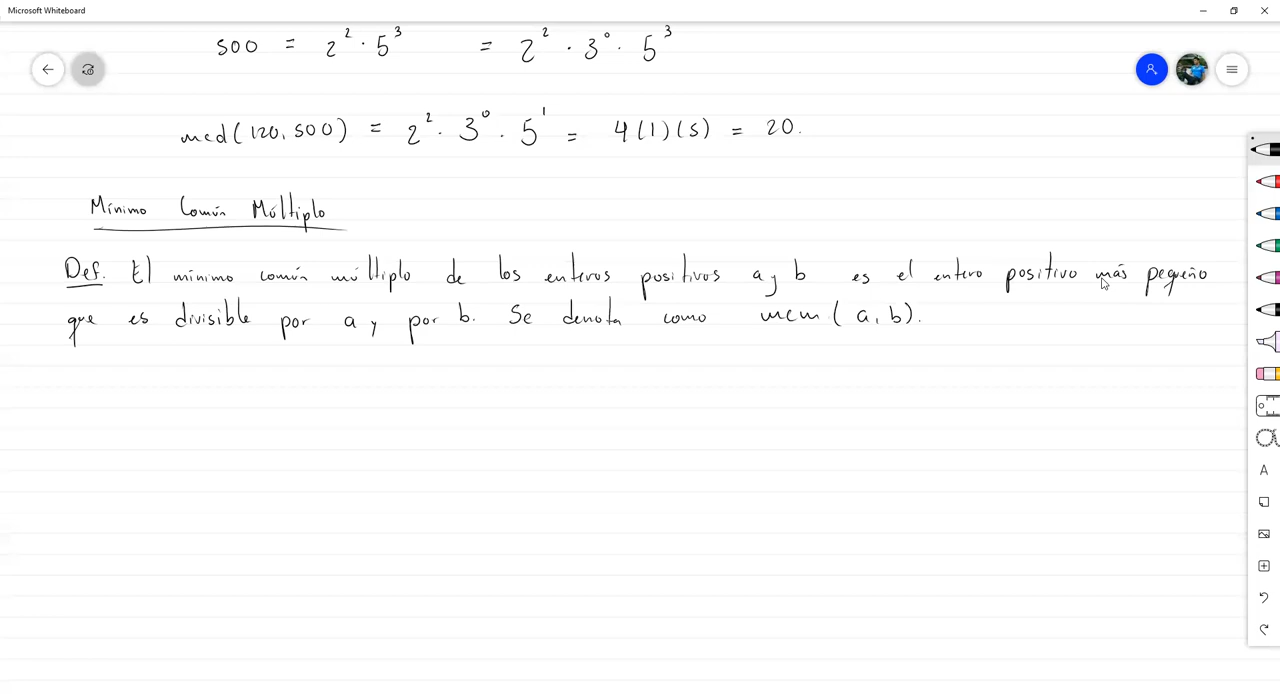 Microsoft Whiteboard
500 = 2² · 5³ = 2² · 3⁰ · 5³
mcd(120, 500) = 2² · 3⁰ · 5¹ = 4(1)(5) = 20.
Mínimo Común Múltiplo
Def. El mínimo común múltiplo de los enteros positivos a y b es el entero positivo más pequeño
que es divisible por a y por b. Se denota como mcm(a, b).
A